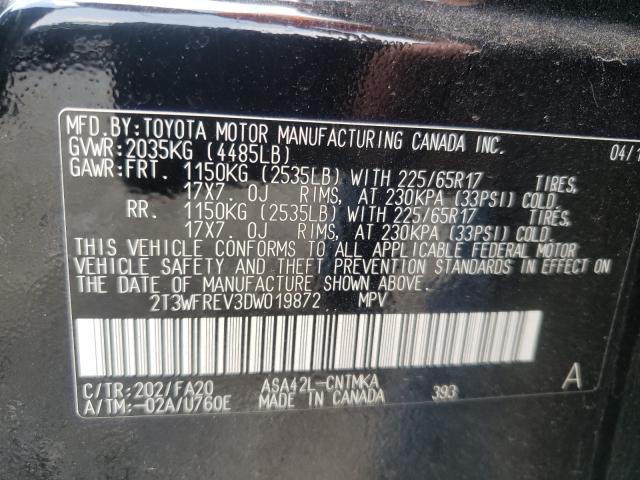 MFD.BY:TOYOTA MOTOR MANUFACTURING CANADA INC. 04/1
GVWR:2035KG (4485LB)
GAWR:FRT. 1150KG (2535LB) WITH 225/65R17 TIRES,
17X7.0J RIMS, AT 230KPA (33PSI) COLD.
RR. 1150KG (2535LB) WITH 225/65R17 TIRES,
17X7.0J RIMS, AT 230KPA (33PSI) COLD.
THIS VEHICLE CONFORMS TO ALL APPLICABLE FEDERAL MOTOR
VEHICLE SAFETY AND THEFT PREVENTION STANDARDS IN EFFECT ON
THE DATE OF MANUFACTURE SHOWN ABOVE.
2T3WFREV3DW019872 MPV
A
C/TR:202/FA20 ASA42L-CNTMKA 393
A/TM:-02A/U760E MADE IN CANADA